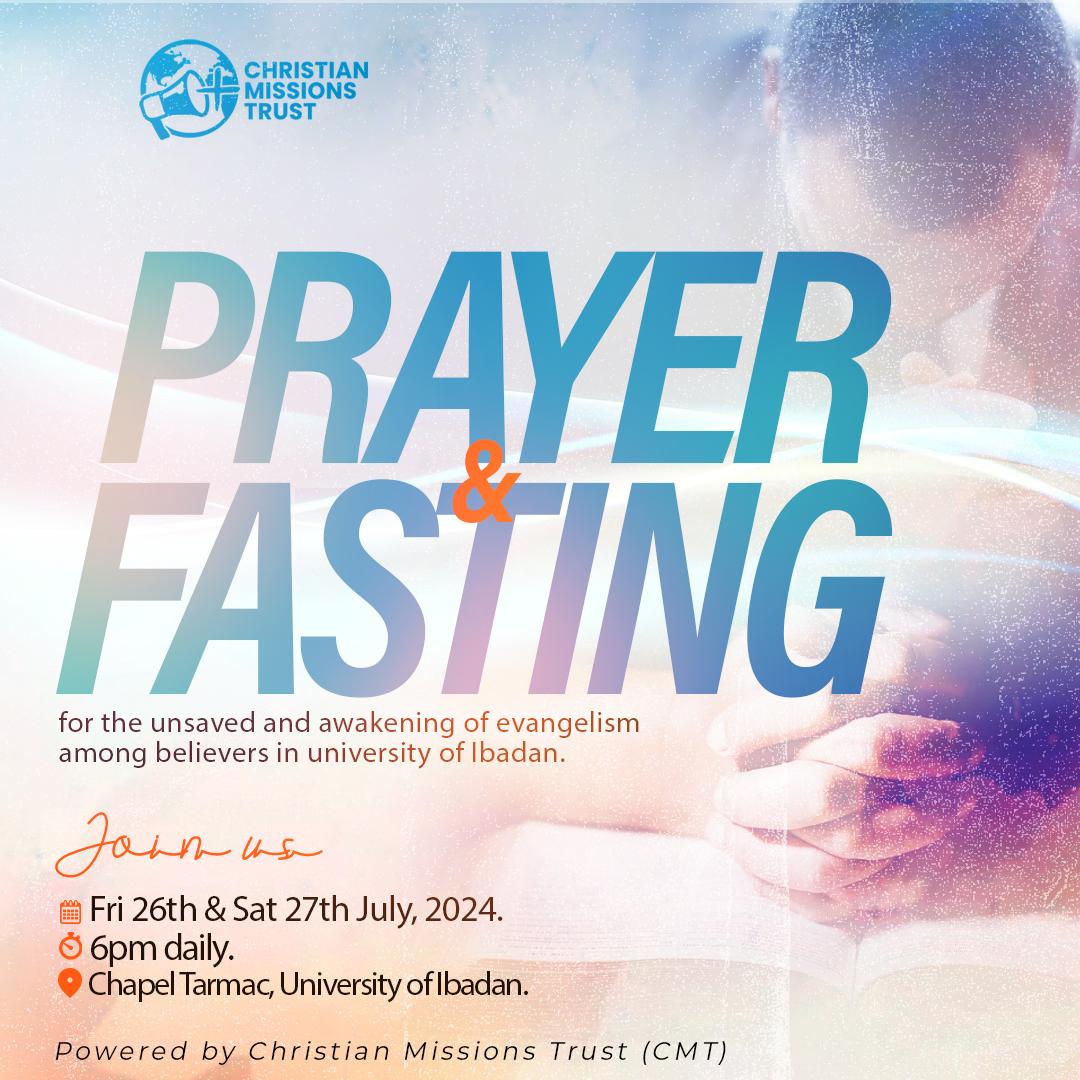 CHRISTIAN
MISSIONS
TRUST
PRAYER
&
FASTING
for the unsaved and awakening of evangelism
among believers in university of Ibadan.
Join us
Fri 26th & Sat 27th July, 2024.
6pm daily.
Chapel Tarmac, University of Ibadan.
Powered by Christian Missions Trust (CMT)